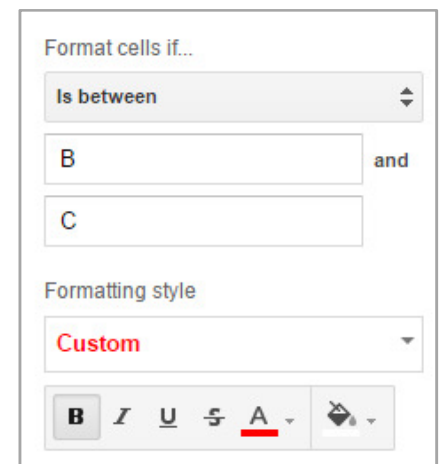 Format cells if...
Is between
B and
C
Formatting style
Custom
B I U S A